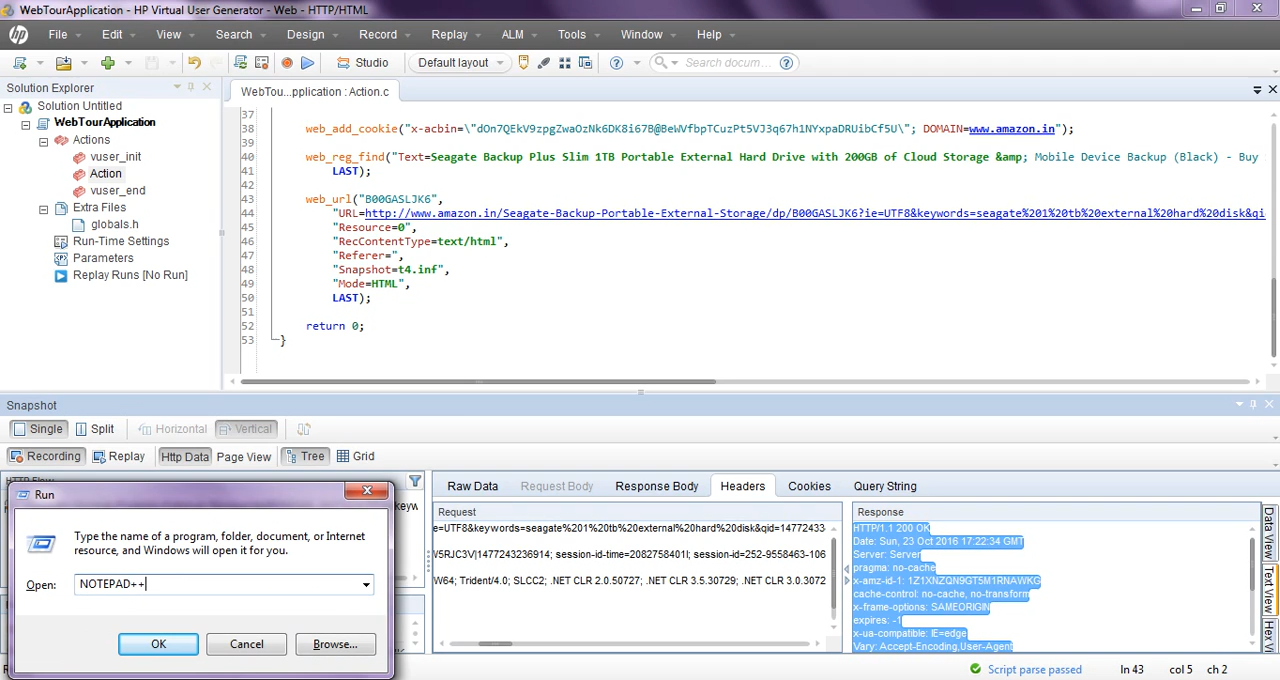 WebTourApplication - HP Virtual User Generator - Web - HTTP/HTML
hp File Edit View Search Design Record Replay ALM Tools Window Help
Studio Default layout Search docum...
Solution Explorer
Solution Untitled
WebTourApplication
Actions
vuser_init
Action
vuser_end
Extra Files
globals.h
Run-Time Settings
Parameters
Replay Runs [No Run]
WebTou...pplication : Action.c
37
38 web_add_cookie("x-acbin=\"dOn7QEkV9zpgZwaOzNk6DK8i67B@BeWVfbpTCuzPt5VJ3q67h1NYxpaDRUibCf5U\"; DOMAIN=www.amazon.in");
39
40 web_reg_find("Text=Seagate Backup Plus Slim 1TB Portable External Hard Drive with 200GB of Cloud Storage &amp; Mobile Device Backup (Black) - Buy
41 LAST);
42
43 web_url("B00GASLJK6",
44 "URL=http://www.amazon.in/Seagate-Backup-Portable-External-Storage/dp/B00GASLJK6?ie=UTF8&keywords=seagate%201%20tb%20external%20hard%20disk&qid
45 "Resource=0",
46 "RecContentType=text/html",
47 "Referer=",
48 "Snapshot=t4.inf",
49 "Mode=HTML",
50 LAST);
51
52 return 0;
53 }
Snapshot
Single Split Horizontal Vertical
Recording Replay Http Data Page View Tree Grid
Raw Data Request Body Response Body Headers Cookies Query String
Request
e=UTF8&keywords=seagate%201%20tb%20external%20hard%20disk&qid=14772433
W5RJC3V|1477243236914; session-id-time=2082758401l; session-id=252-9558463-106
W64; Trident/4.0; SLCC2; .NET CLR 2.0.50727; .NET CLR 3.5.30729; .NET CLR 3.0.3072
Response
HTTP/1.1 200 OK
Date: Sun, 23 Oct 2016 17:22:34 GMT
Server: Server
pragma: no-cache
x-amz-id-1: 1Z1XNZQN9GT5M1RNAWKG
cache-control: no-cache, no-transform
x-frame-options: SAMEORIGIN
expires: -1
x-ua-compatible: IE=edge
Vary: Accept-Encoding,User-Agent
Data View
Text View
Hex Vi
Run
Type the name of a program, folder, document, or Internet
resource, and Windows will open it for you.
Open: NOTEPAD++
OK Cancel Browse...
Script parse passed ln 43 col 5 ch 2